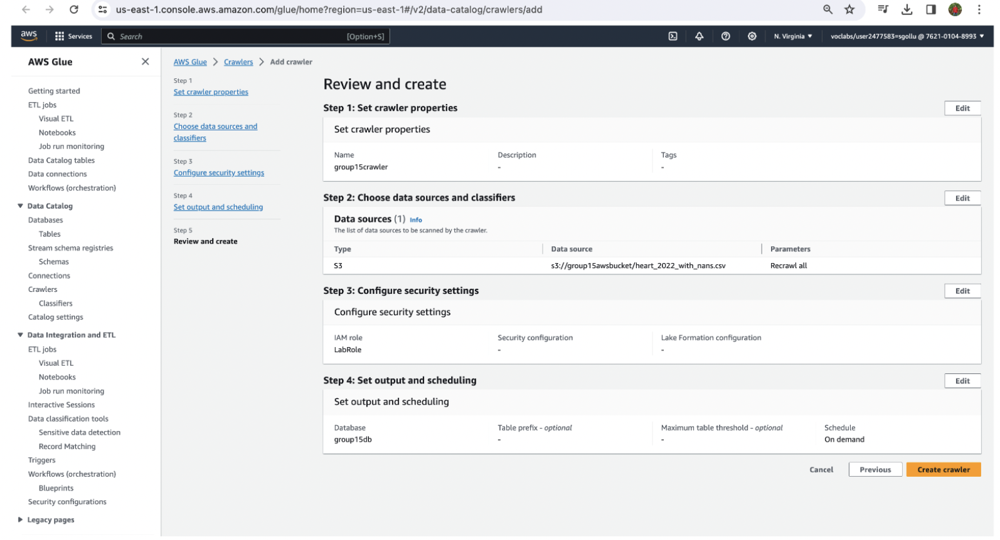 us-east-1.console.aws.amazon.com/glue/home?region=us-east-1#/v2/data-catalog/crawlers/add
aws
Services
Search
[Option+S]
N. Virginia
voclabs/user2477583=sgollu @ 7621-0104-8993
AWS Glue
Getting started
ETL jobs
Visual ETL
Notebooks
Job run monitoring
Data Catalog tables
Data connections
Workflows (orchestration)
Data Catalog
Databases
Tables
Stream schema registries
Schemas
Connections
Crawlers
Classifiers
Catalog settings
Data Integration and ETL
ETL jobs
Visual ETL
Notebooks
Job run monitoring
Interactive Sessions
Data classification tools
Sensitive data detection
Record Matching
Triggers
Workflows (orchestration)
Blueprints
Security configurations
Legacy pages
AWS Glue > Crawlers > Add crawler
Step 1
Set crawler properties
Step 2
Choose data sources and
classifiers
Step 3
Configure security settings
Step 4
Set output and scheduling
Step 5
Review and create
Review and create
Step 1: Set crawler properties
Edit
Set crawler properties
Name
Description
Tags
group15crawler
-
-
Step 2: Choose data sources and classifiers
Edit
Data sources (1) Info
The list of data sources to be scanned by the crawler.
Type
Data source
Parameters
S3
s3://group15awsbucket/heart_2022_with_nans.csv
Recrawl all
Step 3: Configure security settings
Edit
Configure security settings
IAM role
Security configuration
Lake Formation configuration
LabRole
-
-
Step 4: Set output and scheduling
Edit
Set output and scheduling
Database
Table prefix - optional
Maximum table threshold - optional
Schedule
group15db
-
-
On demand
Cancel
Previous
Create crawler